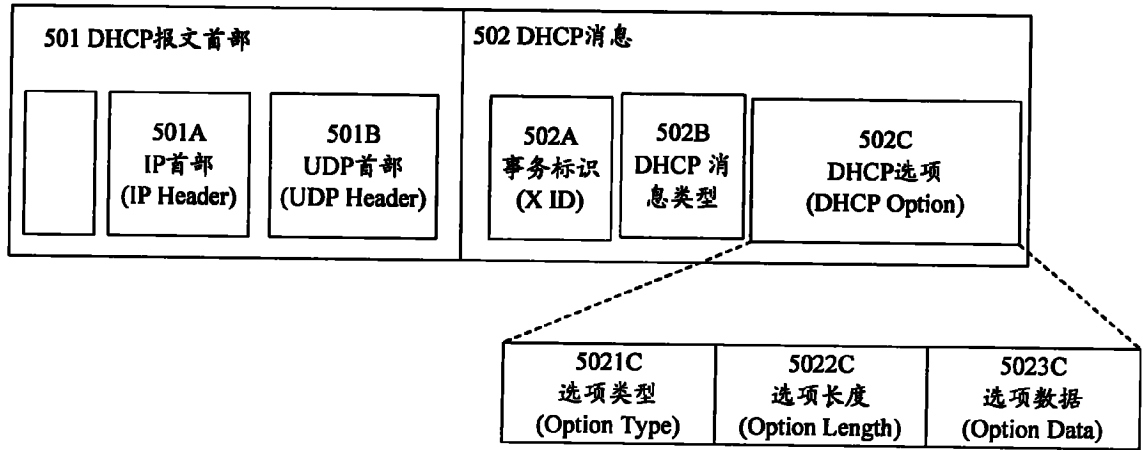 501 DHCP报文首部
501A
IP首部
(IP Header)
501B
UDP首部
(UDP Header)
502 DHCP消息
502A
事务标识
(X ID)
502B
DHCP 消
息类型
502C
DHCP选项
(DHCP Option)
5021C
选项类型
(Option Type)
5022C
选项长度
(Option Length)
5023C
选项数据
(Option Data)